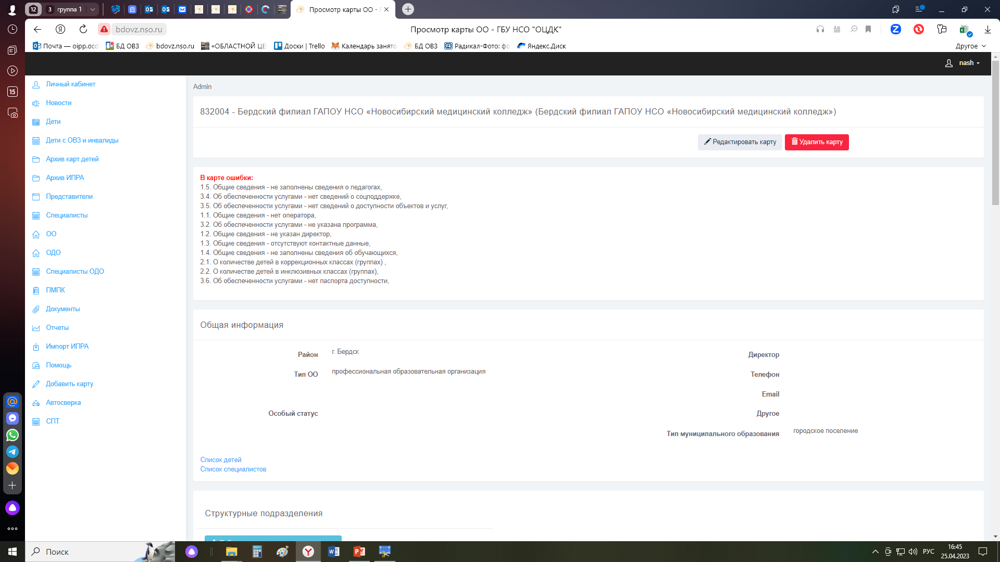 12
3 группа 1
Просмотр карты ОО - Г
bdovz.nso.ru
Просмотр карты ОО - ГБУ НСО "ОЦДК"
Почта — oipp.ocd
БД ОВЗ
bdovz.nso.ru
«ОБЛАСТНОЙ ЦЕ
Доски | Trello
Календарь занято
БД ОВЗ
Радикал-Фото: фо
Яндекс.Диск
Другое
nash
15
Личный кабинет
Новости
Дети
Дети с ОВЗ и инвалиды
Архив карт детей
Архив ИПРА
Представители
Специалисты
ОО
ОДО
Специалисты ОДО
ПМПК
Документы
Отчеты
Импорт ИПРА
Помощь
Добавить карту
Автосверка
СПТ
Admin
832004 - Бердский филиал ГАПОУ НСО «Новосибирский медицинский колледж» (Бердский филиал ГАПОУ НСО «Новосибирский медицинский колледж»)
Редактировать карту
Удалить карту
В карте ошибки:
1.5. Общие сведения - не заполнены сведения о педагогах,
3.4. Об обеспеченности услугами - нет сведений о соцподдержке,
3.5. Об обеспеченности услугами - нет сведений о доступности объектов и услуг,
1.1. Общие сведения - нет оператора,
3.2. Об обеспеченности услугами - не указана программа,
1.2. Общие сведения - не указан директор,
1.3. Общие сведения - отсутствуют контактные данные,
1.4. Общие сведения - не заполнены сведения об обучающихся,
2.1. О количестве детей в коррекционных классах (группах) ,
2.2. О количестве детей в инклюзивных классах (группах),
3.6. Об обеспеченности услугами - нет паспорта доступности,
Общая информация
Район г. Бердск
Тип ОО профессиональная образовательная организация
Особый статус
Директор
Телефон
Email
Другое
Тип муниципального образования городское поселение
Список детей
Список специалистов
Структурные подразделения
Поиск
РУС
16:45
25.04.2023